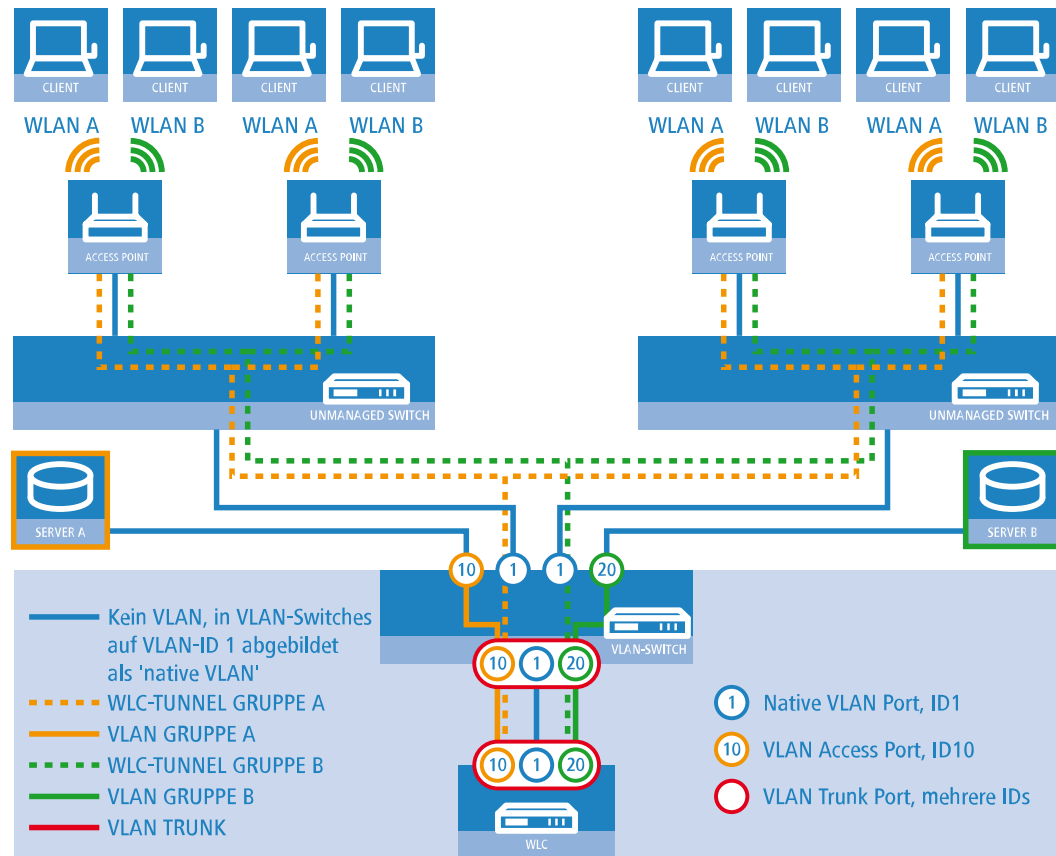 CLIENT CLIENT CLIENT CLIENT CLIENT CLIENT CLIENT CLIENT
WLAN A WLAN B WLAN A WLAN B WLAN A WLAN B WLAN A WLAN B
ACCESS POINT ACCESS POINT ACCESS POINT ACCESS POINT
UNMANAGED SWITCH UNMANAGED SWITCH
SERVER A SERVER B
10 1 1 20
Kein VLAN, in VLAN-Switches
auf VLAN-ID 1 abgebildet
als 'native VLAN'
WLC-TUNNEL GRUPPE A
VLAN GRUPPE A
WLC-TUNNEL GRUPPE B
VLAN GRUPPE B
VLAN TRUNK
VLAN-SWITCH
10 1 20
10 1 20
WLC
1 Native VLAN Port, ID1
10 VLAN Access Port, ID10
VLAN Trunk Port, mehrere IDs